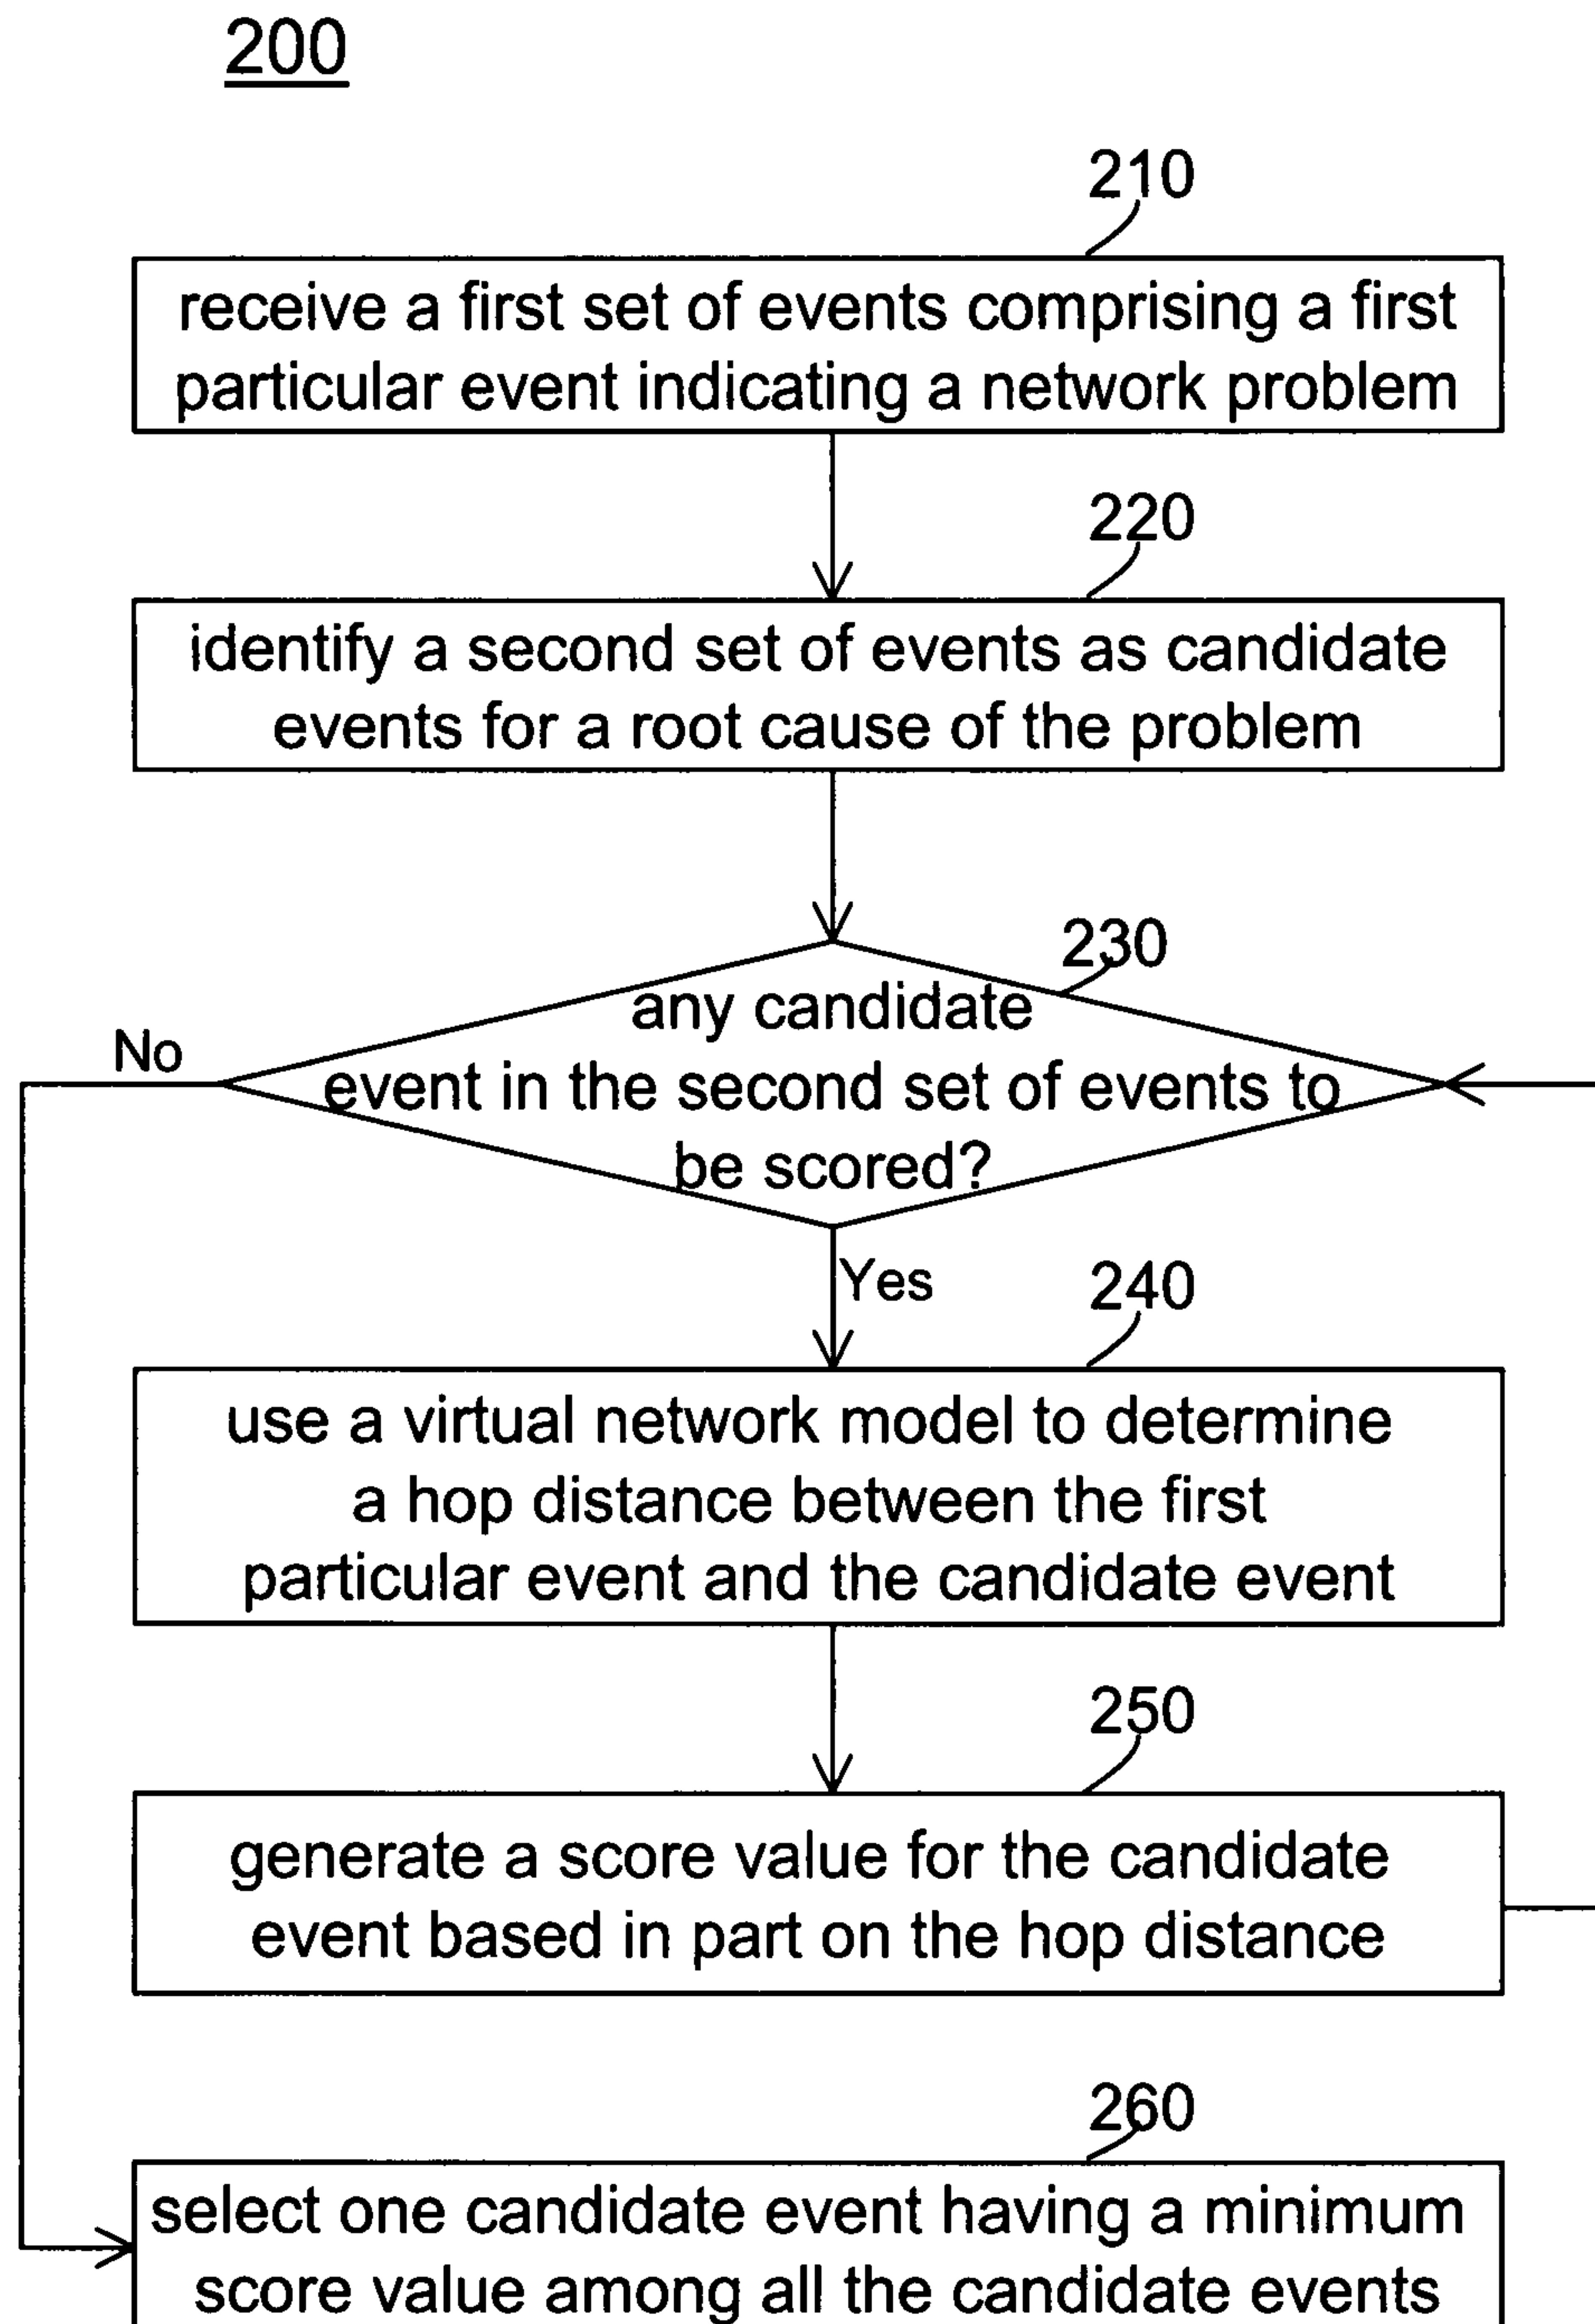 200
210
receive a first set of events comprising a first
particular event indicating a network problem
220
identify a second set of events as candidate
events for a root cause of the problem
230
any candidate
No
event in the second set of events to
be scored?
Yes
240
use a virtual network model to determine
a hop distance between the first
particular event and the candidate event
250
generate a score value for the candidate
event based in part on the hop distance
260
select one candidate event having a minimum
score value among all the candidate events